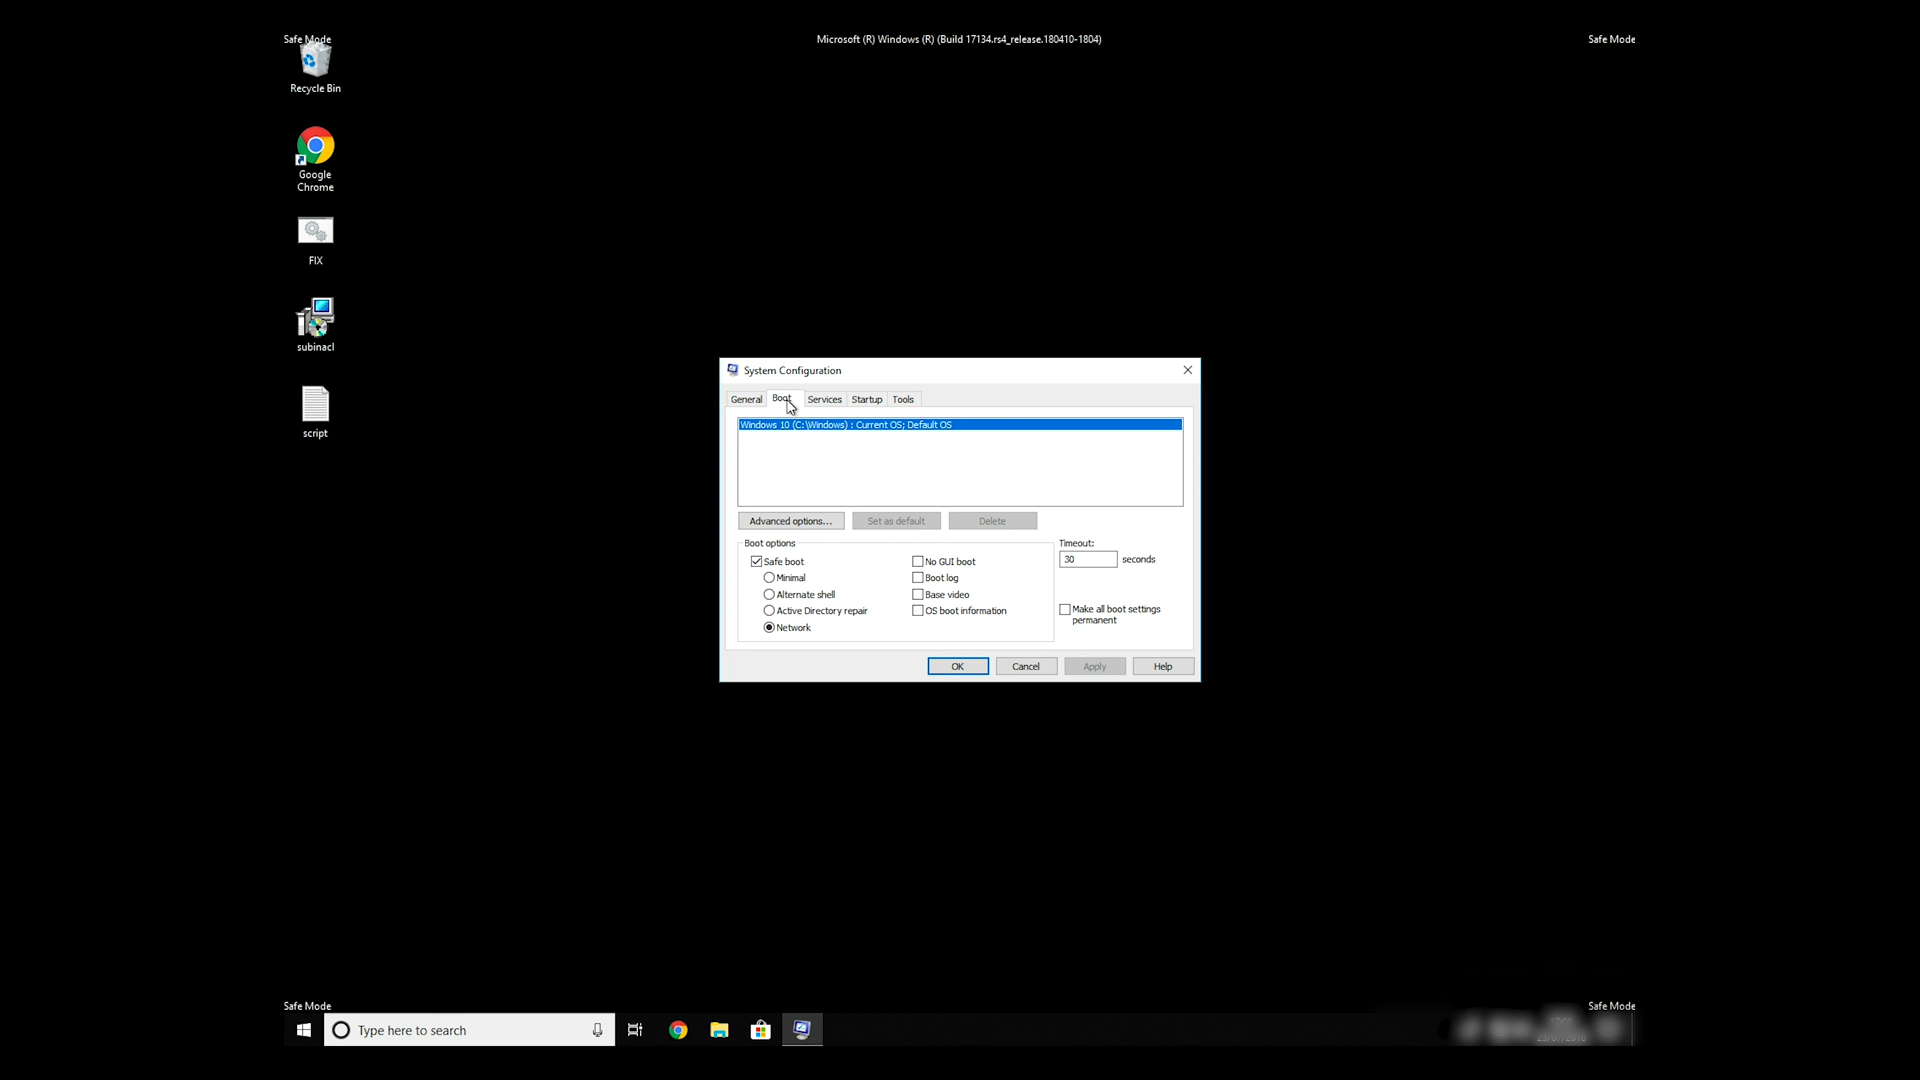 Safe Mode
Microsoft (R) Windows (R) (Build 17134.rs4_release.180410-1804)
Safe Mode
Recycle Bin
Google
Chrome
FIX
subinacl
script
System Configuration
General
Boot
Services
Startup
Tools
Windows 10 (C:\Windows) : Current OS; Default OS
Advanced options...
Set as default
Delete
Boot options
Safe boot
Minimal
Alternate shell
Active Directory repair
Network
No GUI boot
Boot log
Base video
OS boot information
Timeout:
30 seconds
Make all boot settings
permanent
OK
Cancel
Apply
Help
Safe Mode
Safe Mode
Type here to search